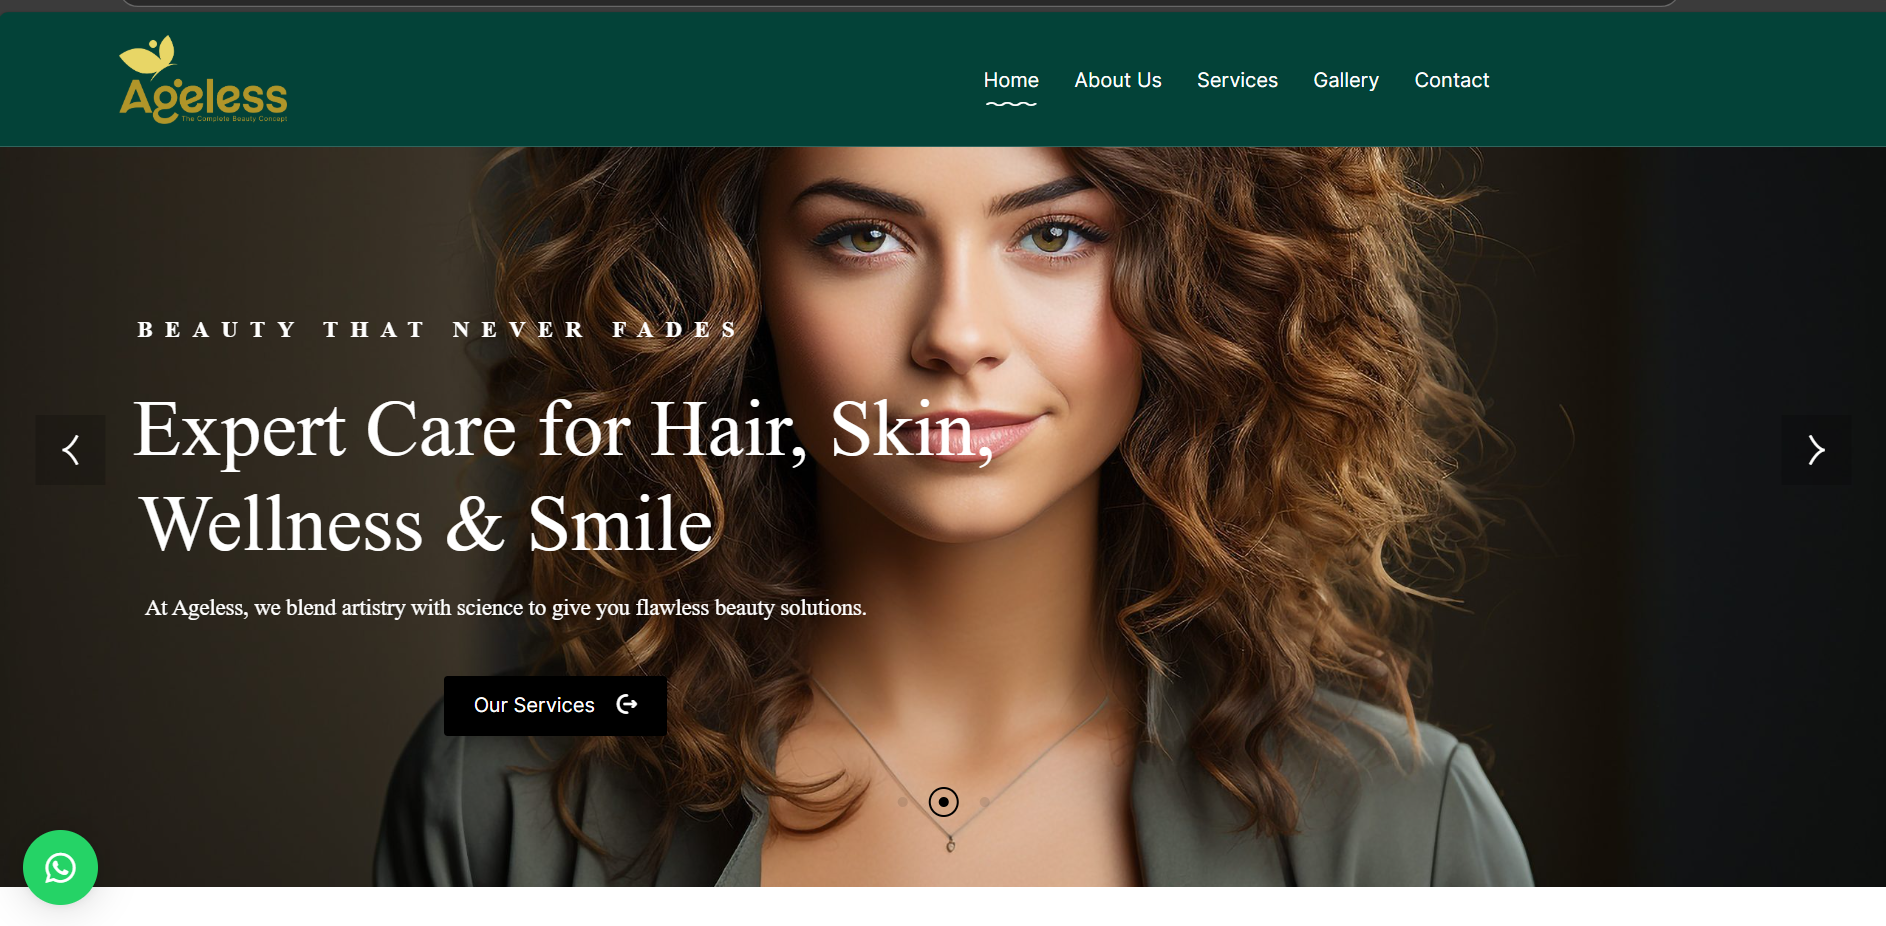 Ageless
The Complete Beauty Concept
Home About Us Services Gallery Contact
BEAUTY THAT NEVER FADES
Expert Care for Hair, Skin,
Wellness & Smile
At Ageless, we blend artistry with science to give you flawless beauty solutions.
Our Services